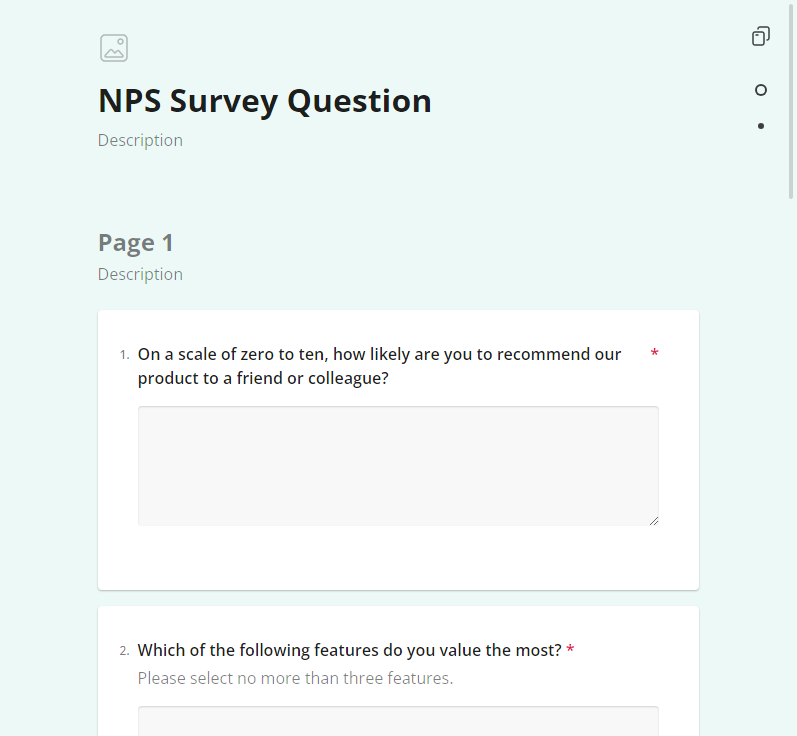 NPS Survey Question
Description
Page 1
Description
1. On a scale of zero to ten, how likely are you to recommend our *
product to a friend or colleague?
2. Which of the following features do you value the most? *
Please select no more than three features.